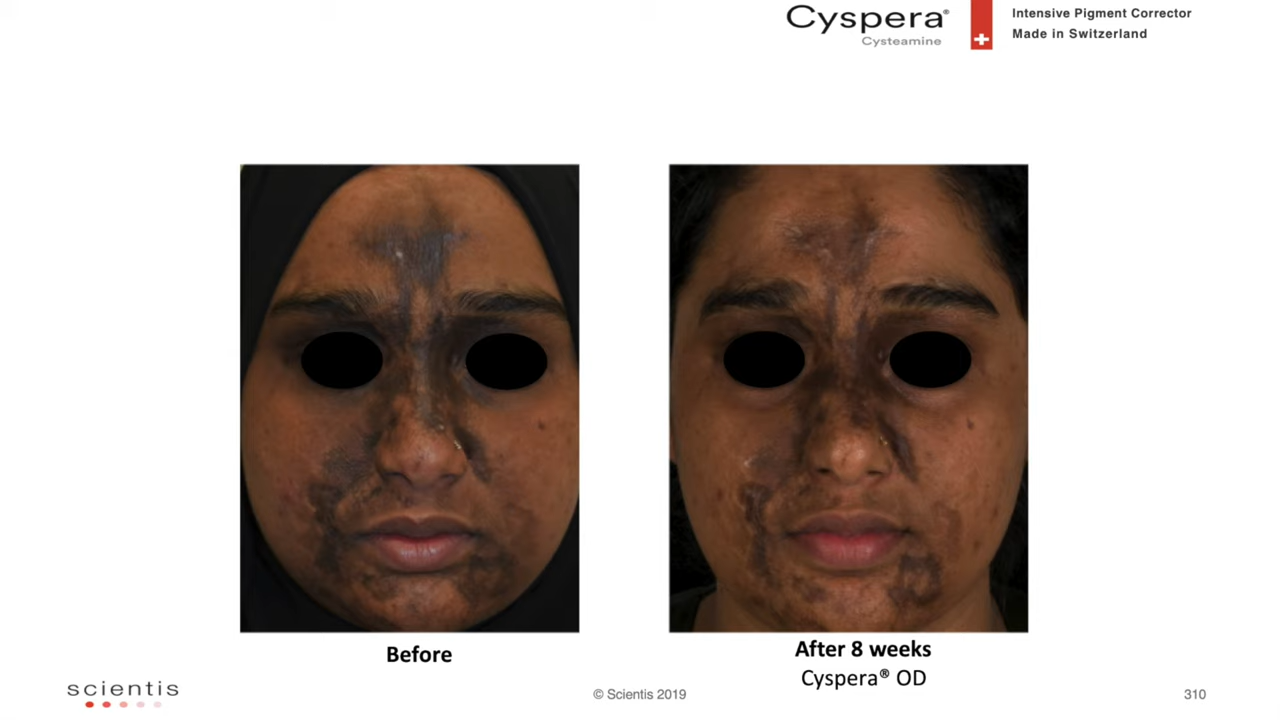 Cyspera®
Cysteamine
Intensive Pigment Corrector
Made in Switzerland
Before
After 8 weeks
Cyspera® OD
scientis
© Scientis 2019
310